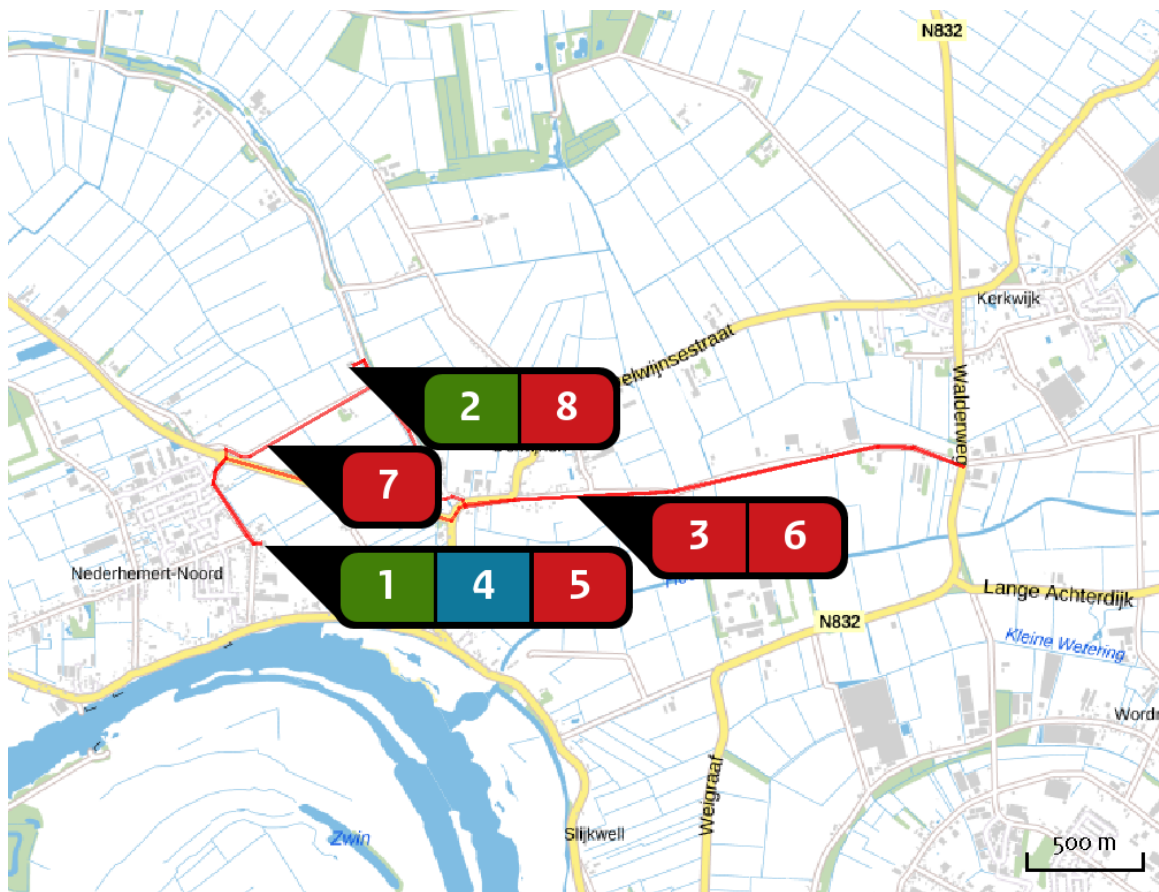 N832
Kerkwijk
elwijnsestraat
Walderweg
2 8
7
3 6
1 4 5
Nederhemert-Noord
Lange Achterdijk
N832
Kleine Wetering
Word
Weigraaf
Slijkwell
Zwin
500 m